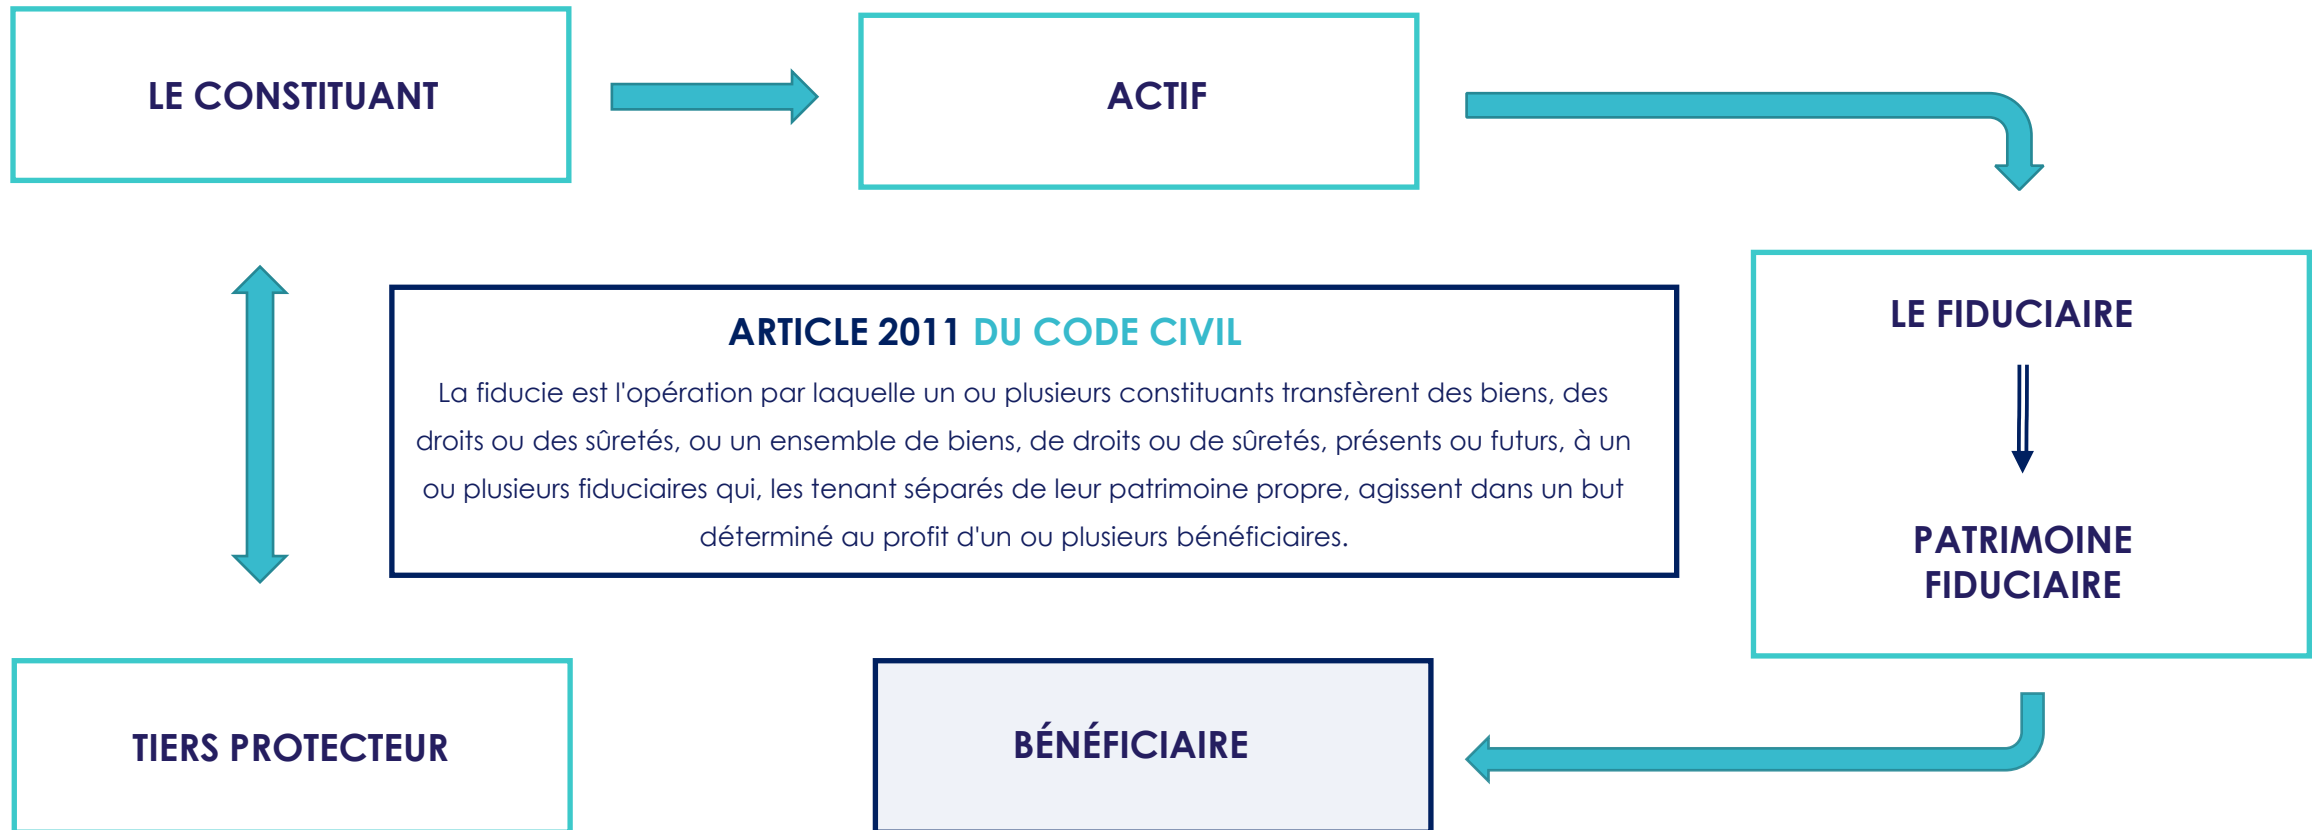 LE CONSTITUANT
ACTIF
ARTICLE 2011 DU CODE CIVIL
La fiducie est l'opération par laquelle un ou plusieurs constituants transfèrent des biens, des
droits ou des sûretés, ou un ensemble de biens, de droits ou de sûretés, présents ou futurs, à un
ou plusieurs fiduciaires qui, les tenant séparés de leur patrimoine propre, agissent dans un but
déterminé au profit d'un ou plusieurs bénéficiaires.
LE FIDUCIAIRE
PATRIMOINE
FIDUCIAIRE
TIERS PROTECTEUR
BÉNÉFICIAIRE